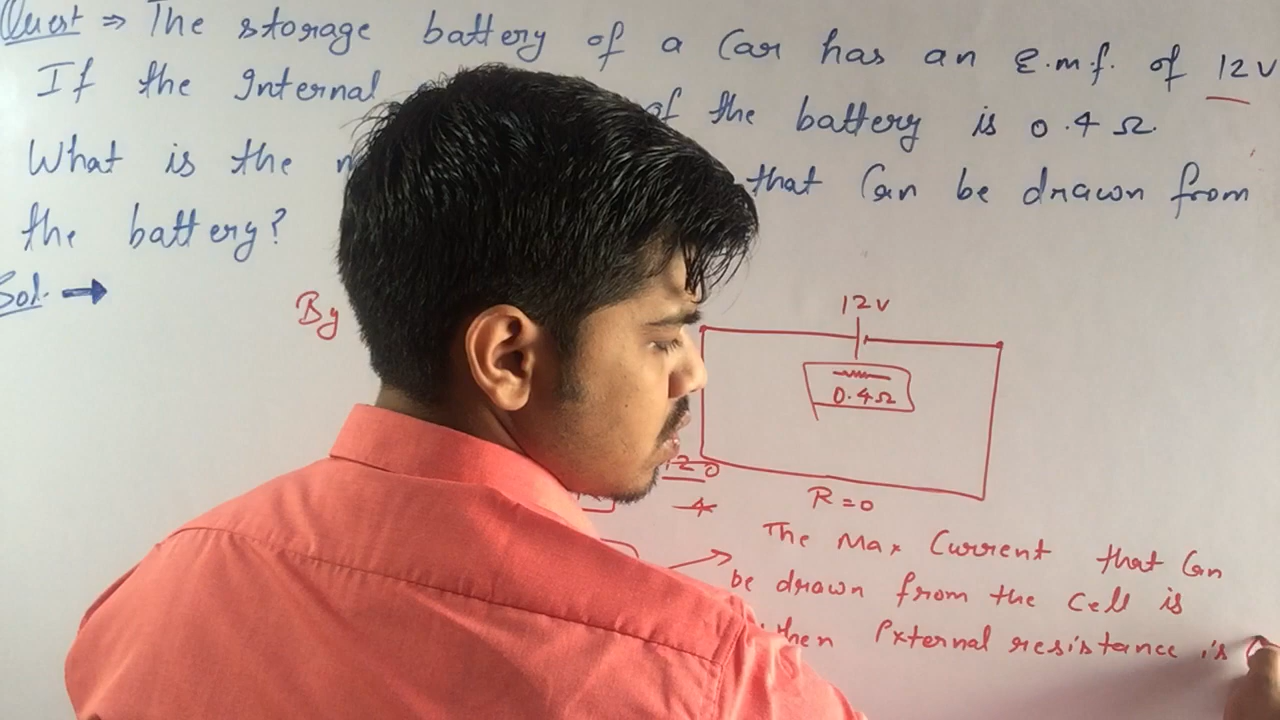 Quest ⇒ The storage battery of a Car has an E.m.f. of 12V
If the Internal of the battery is 0.4 Ω.
What is the that Can be drawn from
the battery?
Sol. →
By
12V
0.4Ω
R=0
120
4
The Max Current that Can
be drawn from the Cell is
External resistance is